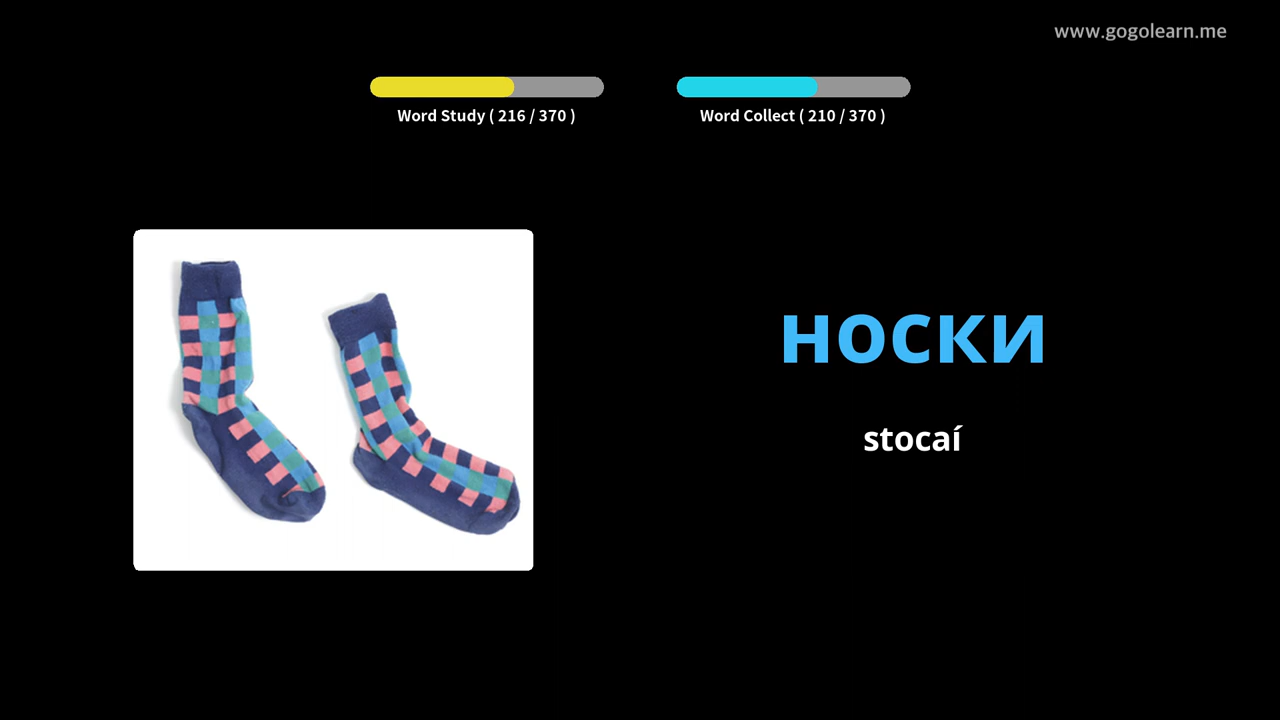 www.gogolearn.me
Word Study ( 216 / 370 )
Word Collect ( 210 / 370 )
носки
stocaí